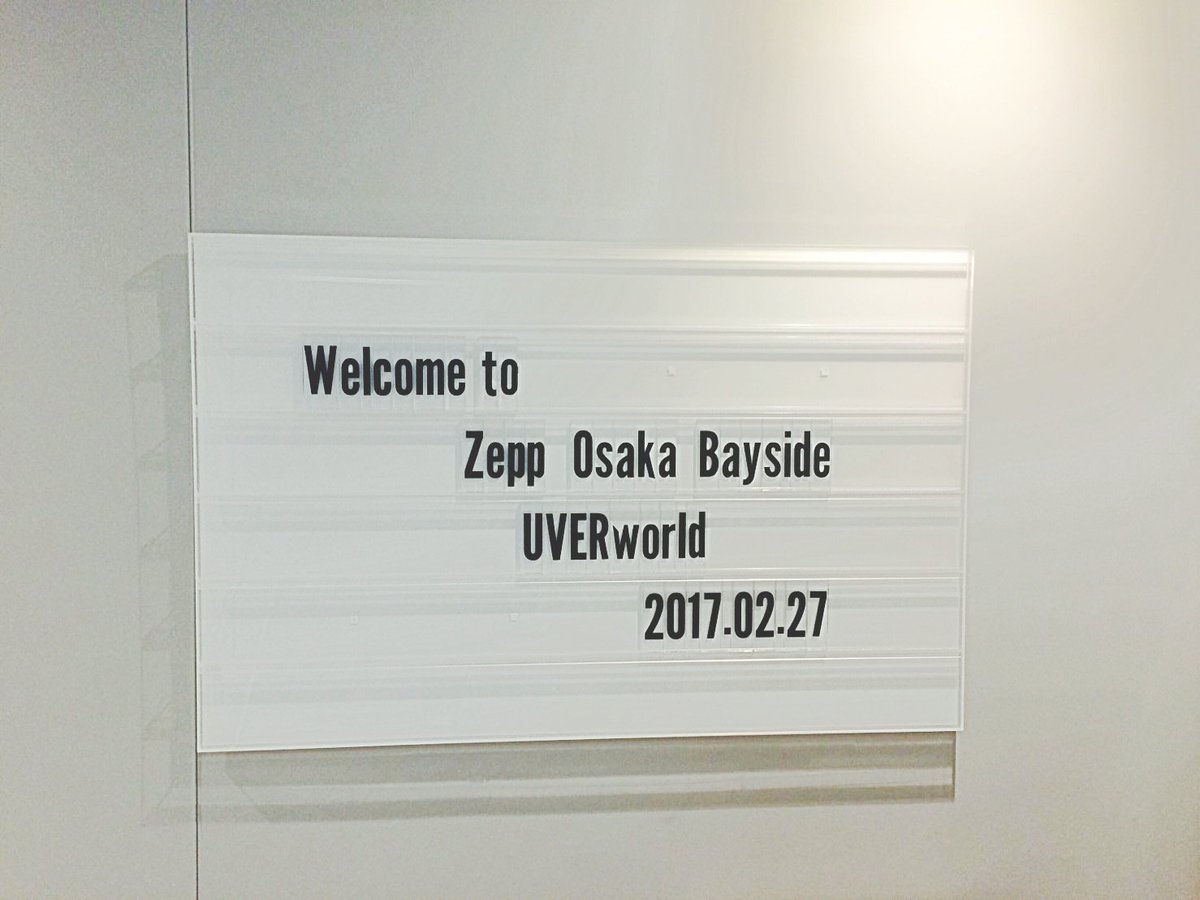 Welcome to
Zepp Osaka Bayside
UVERworld
2017.02.27